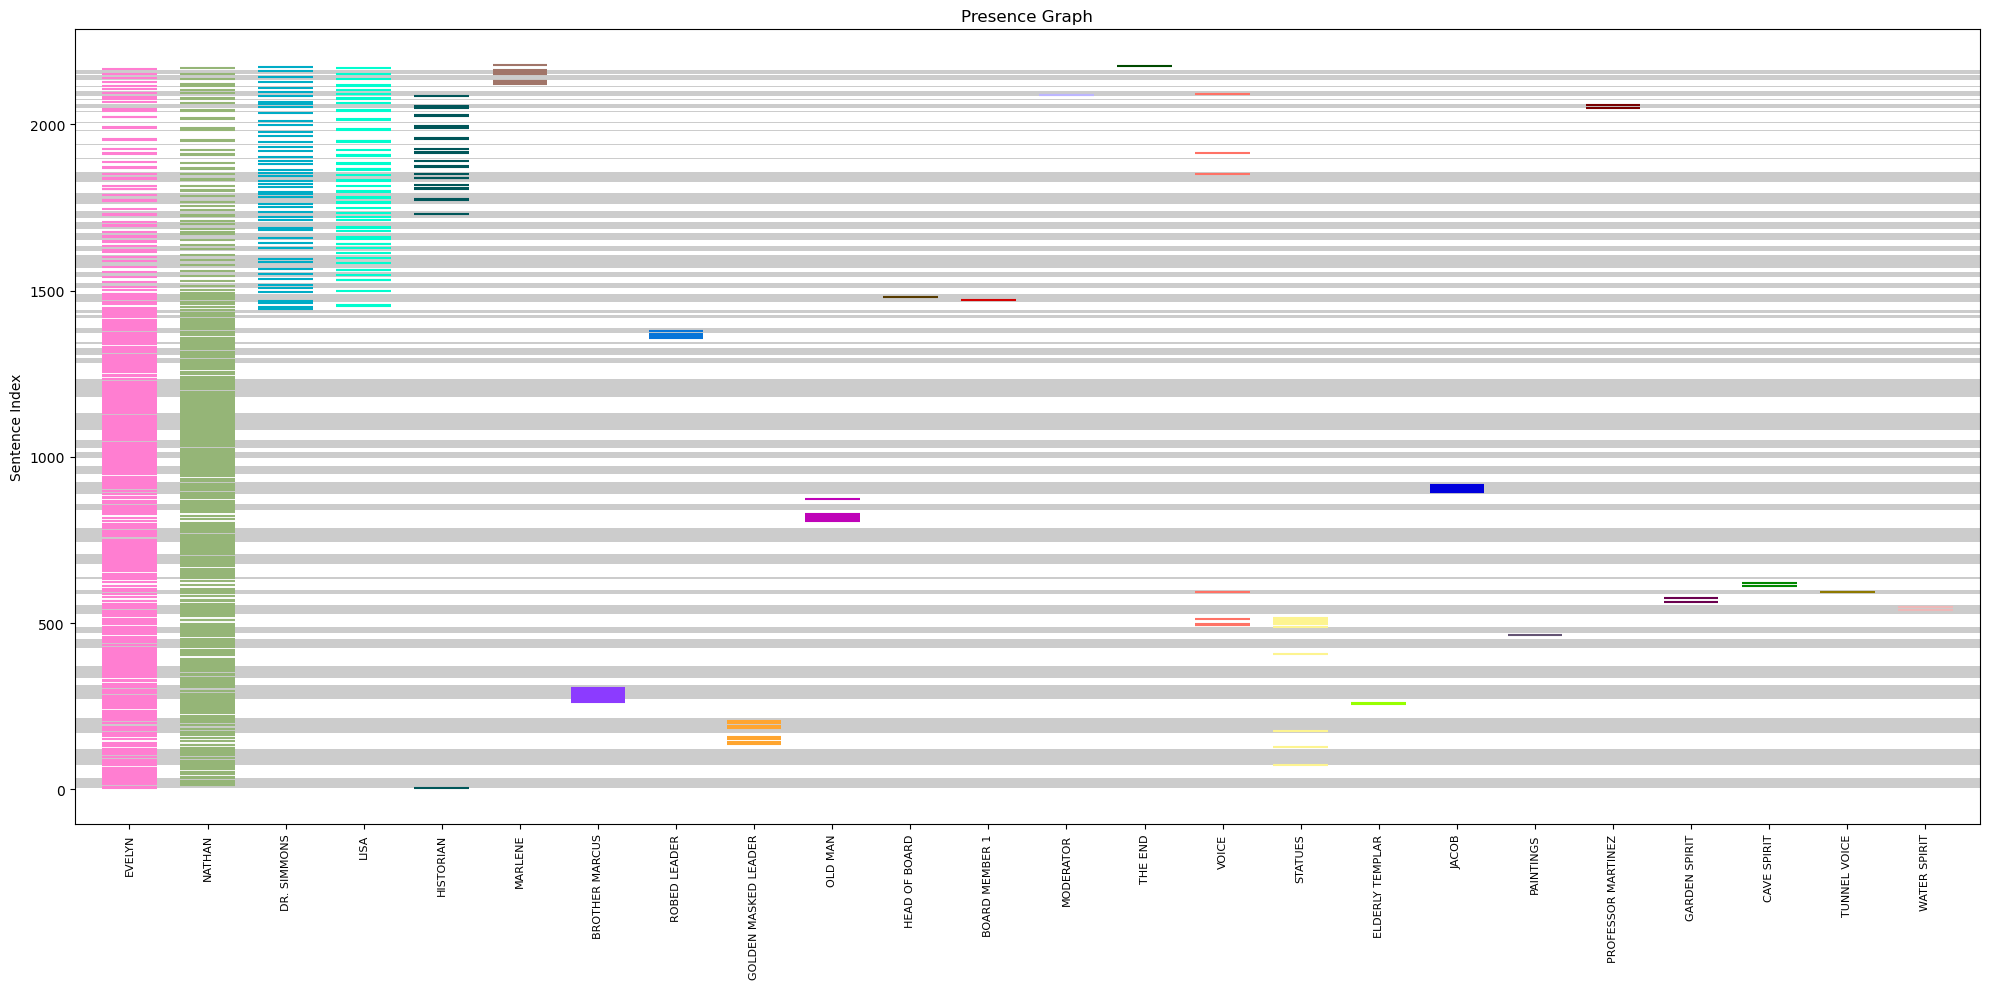 Presence Graph
Sentence Index
2000
1500
1000
500
0
EVELYN
NATHAN
DR. SIMMONS
LISA
HISTORIAN
MARLENE
BROTHER MARCUS
ROBED LEADER
GOLDEN MASKED LEADER
OLD MAN
HEAD OF BOARD
BOARD MEMBER 1
MODERATOR
THE END
VOICE
STATUES
ELDERLY TEMPLAR
JACOB
PAINTINGS
PROFESSOR MARTINEZ
GARDEN SPIRIT
CAVE SPIRIT
TUNNEL VOICE
WATER SPIRIT